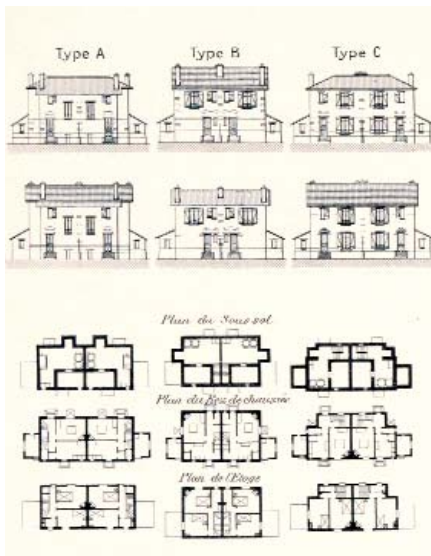 Type A Type B Type C
Plan du Sous sol
Plan du Rez de chaussée
Plan de l'Etage